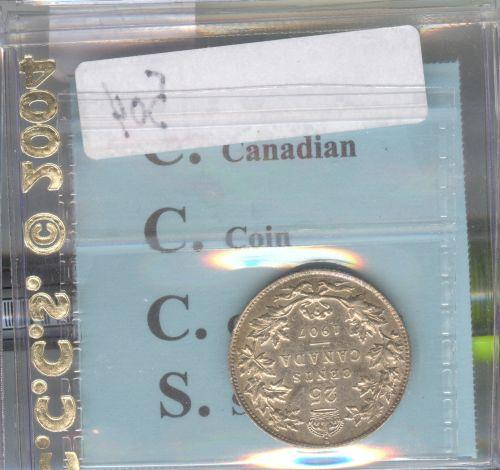 C. Canadian
C. Coin
C.
S.
C.C.S. © 2004
25
CENTS
CANADA
1907